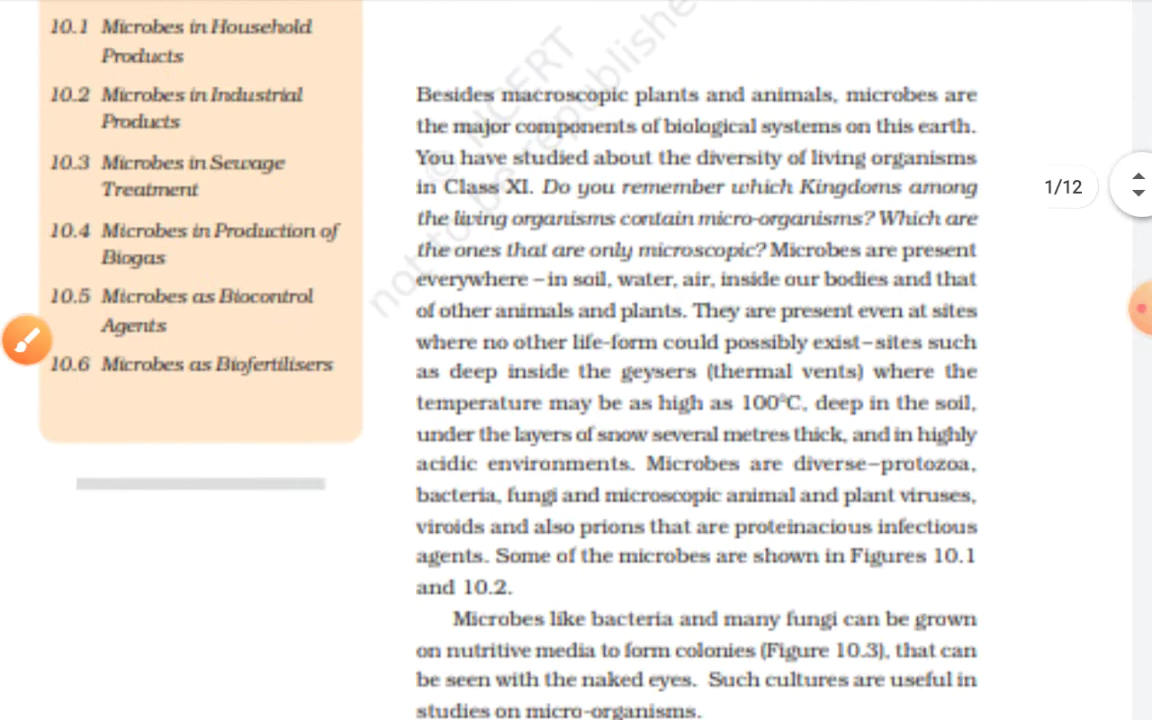 10.1 Microbes in Household
Products
10.2 Microbes in Industrial
Products
10.3 Microbes in Sewage
Treatment
10.4 Microbes in Production of
Biogas
10.5 Microbes as Biocontrol
Agents
10.6 Microbes as Biofertilisers
© NCERT
not to be republishe
Besides macroscopic plants and animals, microbes are
the major components of biological systems on this earth.
You have studied about the diversity of living organisms
in Class XI. Do you remember which Kingdoms among
the living organisms contain micro-organisms? Which are
the ones that are only microscopic? Microbes are present
everywhere – in soil, water, air, inside our bodies and that
of other animals and plants. They are present even at sites
where no other life-form could possibly exist–sites such
as deep inside the geysers (thermal vents) where the
temperature may be as high as 100°C, deep in the soil,
under the layers of snow several metres thick, and in highly
acidic environments. Microbes are diverse–protozoa,
bacteria, fungi and microscopic animal and plant viruses,
viroids and also prions that are proteinacious infectious
agents. Some of the microbes are shown in Figures 10.1
and 10.2.
Microbes like bacteria and many fungi can be grown
on nutritive media to form colonies (Figure 10.3), that can
be seen with the naked eyes. Such cultures are useful in
studies on micro-organisms.
1/12